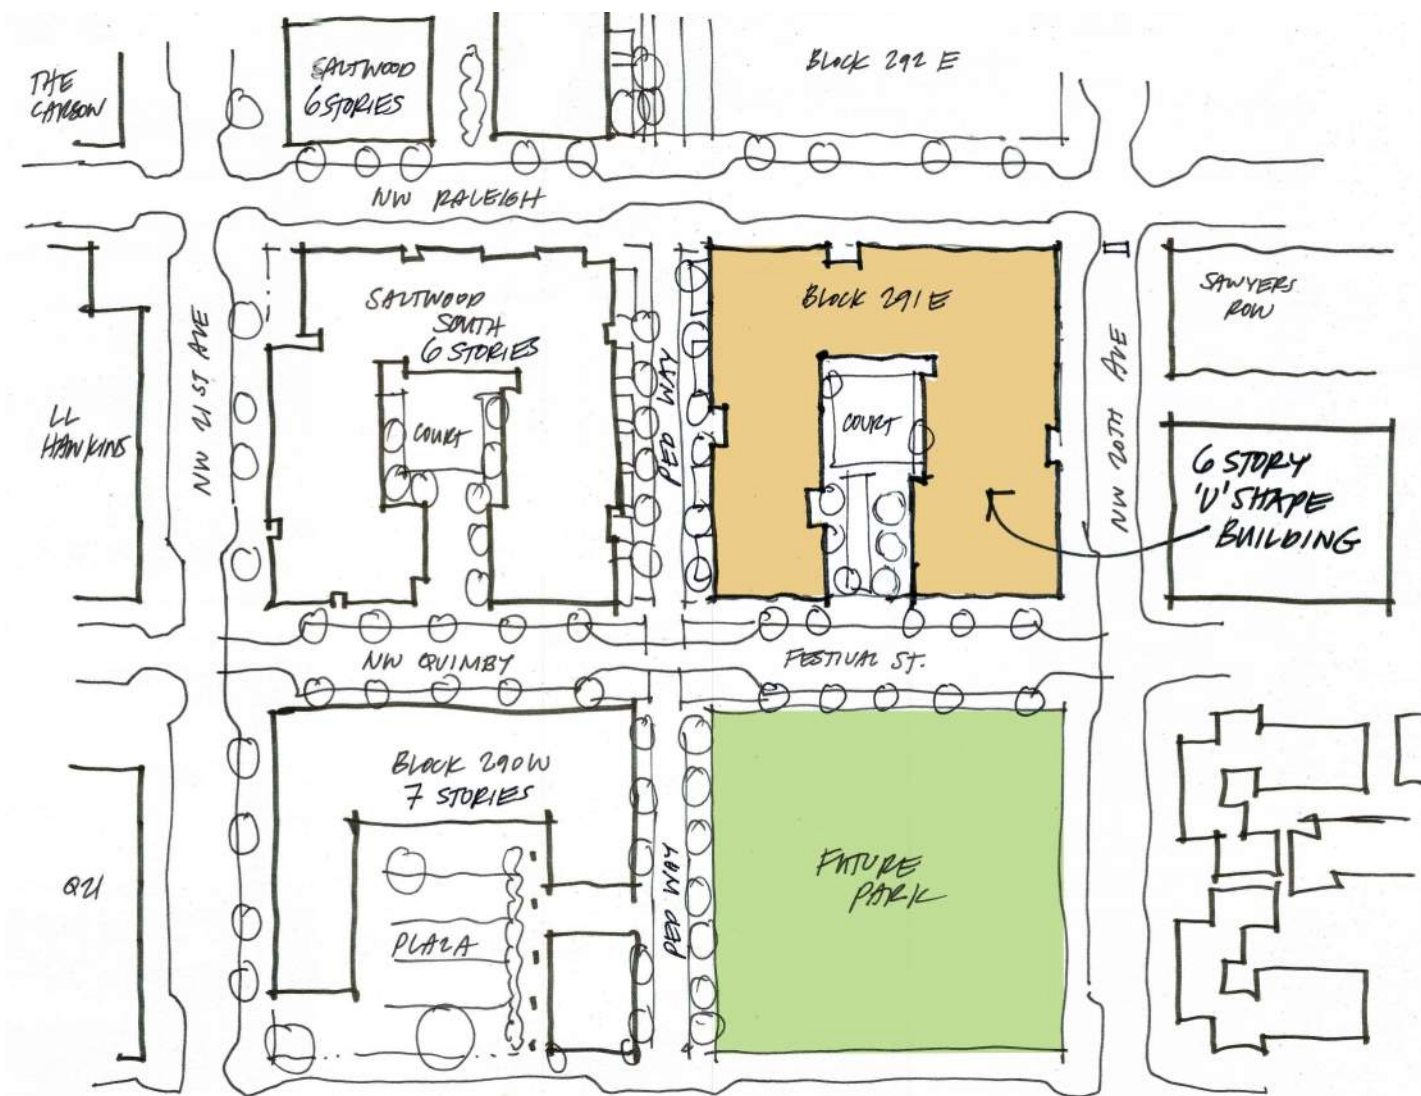 THE
CARSON
SALTWOOD
6 STORIES
BLOCK 292 E
NW RALEIGH
NW 21 ST AVE
SALTWOOD
SOUTH
6 STORIES
COURT
PED WAY
BLOCK 291 E
COURT
NW 20TH AVE
SAWYERS
ROW
LL
HAWKINS
6 STORY
'U' SHAPE
BUILDING
NW QUIMBY
FESTIVAL ST.
BLOCK 290W
7 STORIES
PLAZA
PED WAY
FUTURE
PARK
Q21